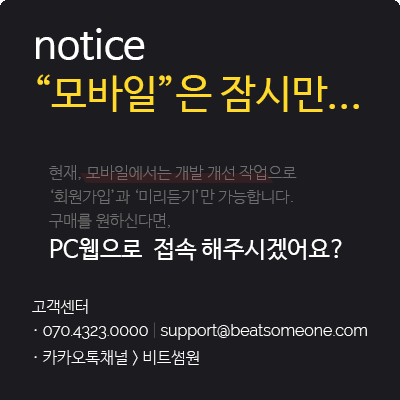 notice
“모바일”은 잠시만...
현재, 모바일에서는 개발 개선 작업으로
‘회원가입’과 ‘미리듣기’만 가능합니다.
구매를 원하신다면,
PC웹으로 접속 해주시겠어요?
고객센터
· 070.4323.0000 | support@beatsomeone.com
· 카카오톡채널 > 비트썸원